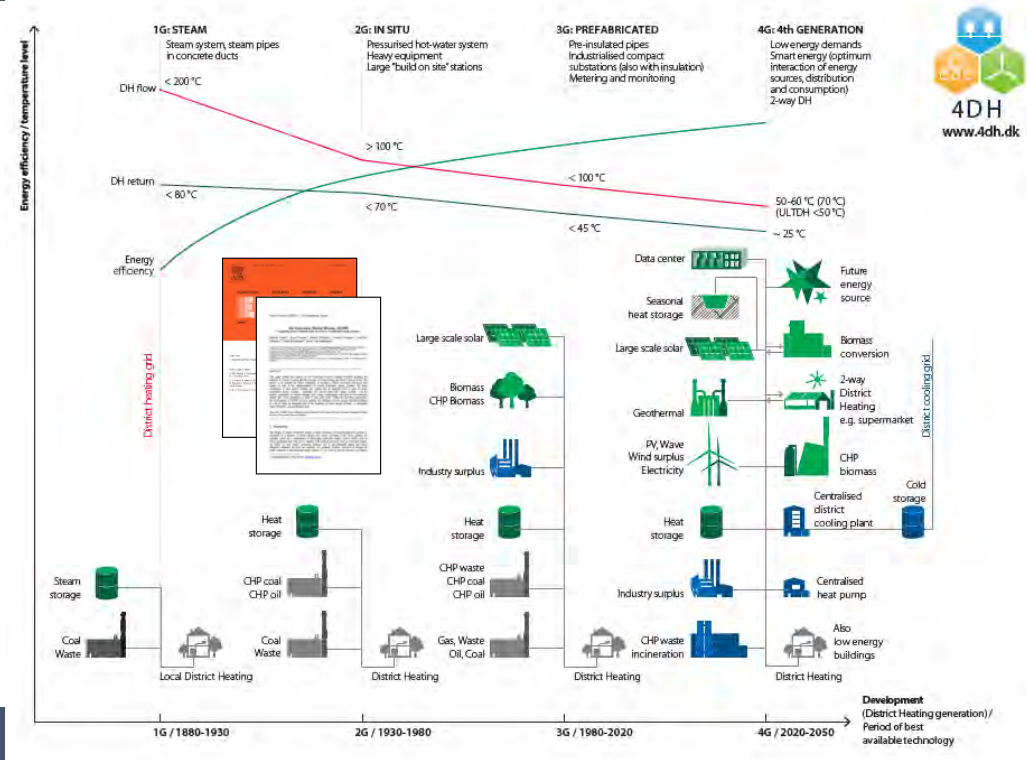 1G: STEAM
Steam system, steam pipes
in concrete ducts
2G: IN SITU
Pressurised hot-water system
Heavy equipment
Large "build on site" stations
3G: PREFABRICATED
Pre-insulated pipes
Industrialised compact
substations (also with insulation)
Metering and monitoring
4G: 4th GENERATION
Low energy demands
Smart energy (optimum
interaction of energy
sources, distribution
and consumption)
2-way DH
4DH
www.4dh.dk
Energy efficiency / temperature level
DH flow
< 200 °C
> 100 °C
< 100 °C
50-60 °C (70 °C)
(ULTDH <50 °C)
DH return
< 80 °C
< 70 °C
< 45 °C
~ 25 °C
Energy
efficiency
District heating grid
Steam
storage
Coal
Waste
Local District Heating
Heat
storage
CHP coal
CHP oil
Coal
Waste
District Heating
Large scale solar
Biomass
CHP Biomass
Industry surplus
Heat
storage
CHP waste
CHP coal
CHP oil
Gas, Waste
Oil, Coal
District Heating
Data center
Seasonal
heat storage
Large scale solar
Geothermal
PV, Wave
Wind surplus
Electricity
Heat
storage
Industry surplus
CHP waste
incineration
Future
energy
source
Biomass
conversion
2-way
District
Heating
e.g. supermarket
CHP
biomass
Centralised
district
cooling plant
Cold
storage
District cooling grid
Centralised
heat pump
Also
low energy
buildings
District Heating
1G / 1880-1930
2G / 1930-1980
3G / 1980-2020
4G / 2020-2050
Development
(District Heating generation) /
Period of best
available technology